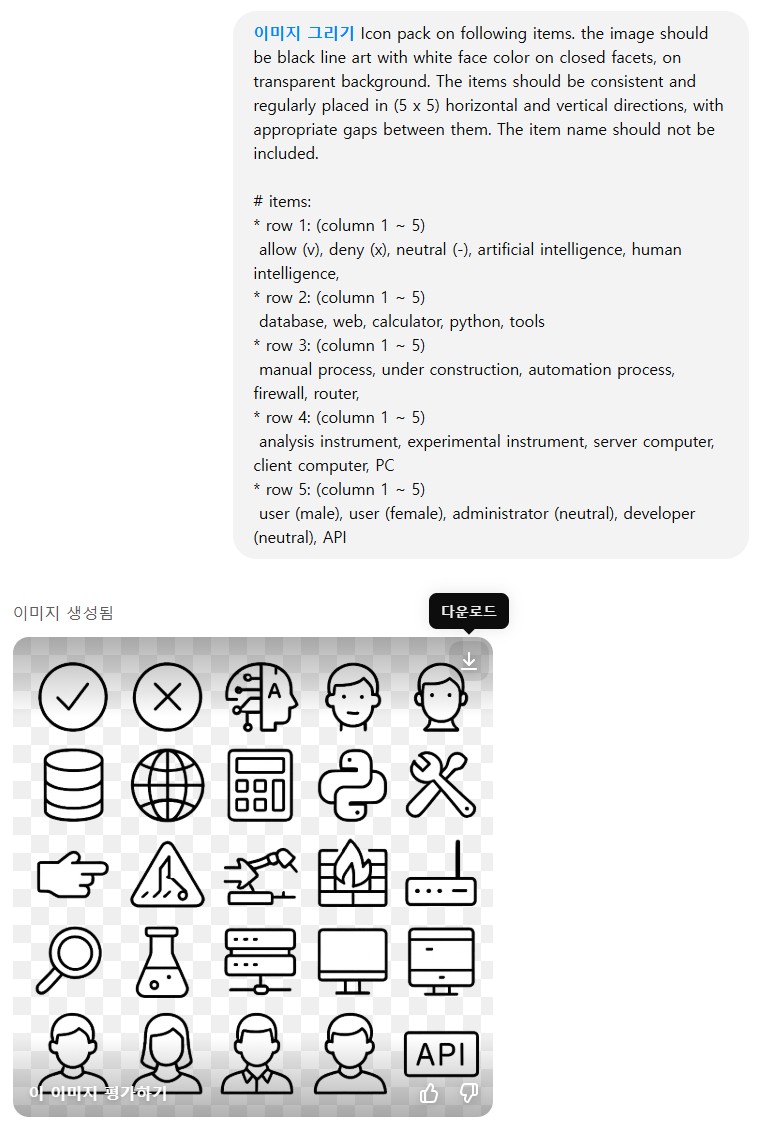 이미지 그리기 Icon pack on following items. the image should
be black line art with white face color on closed facets, on
transparent background. The items should be consistent and
regularly placed in (5 x 5) horizontal and vertical directions, with
appropriate gaps between them. The item name should not be
included.
# items:
* row 1: (column 1 ~ 5)
allow (v), deny (x), neutral (-), artificial intelligence, human
intelligence,
* row 2: (column 1 ~ 5)
database, web, calculator, python, tools
* row 3: (column 1 ~ 5)
manual process, under construction, automation process,
firewall, router,
* row 4: (column 1 ~ 5)
analysis instrument, experimental instrument, server computer,
client computer, PC
* row 5: (column 1 ~ 5)
user (male), user (female), administrator (neutral), developer
(neutral), API
이미지 생성됨
다운로드
A
API
이 이미지 평가하기